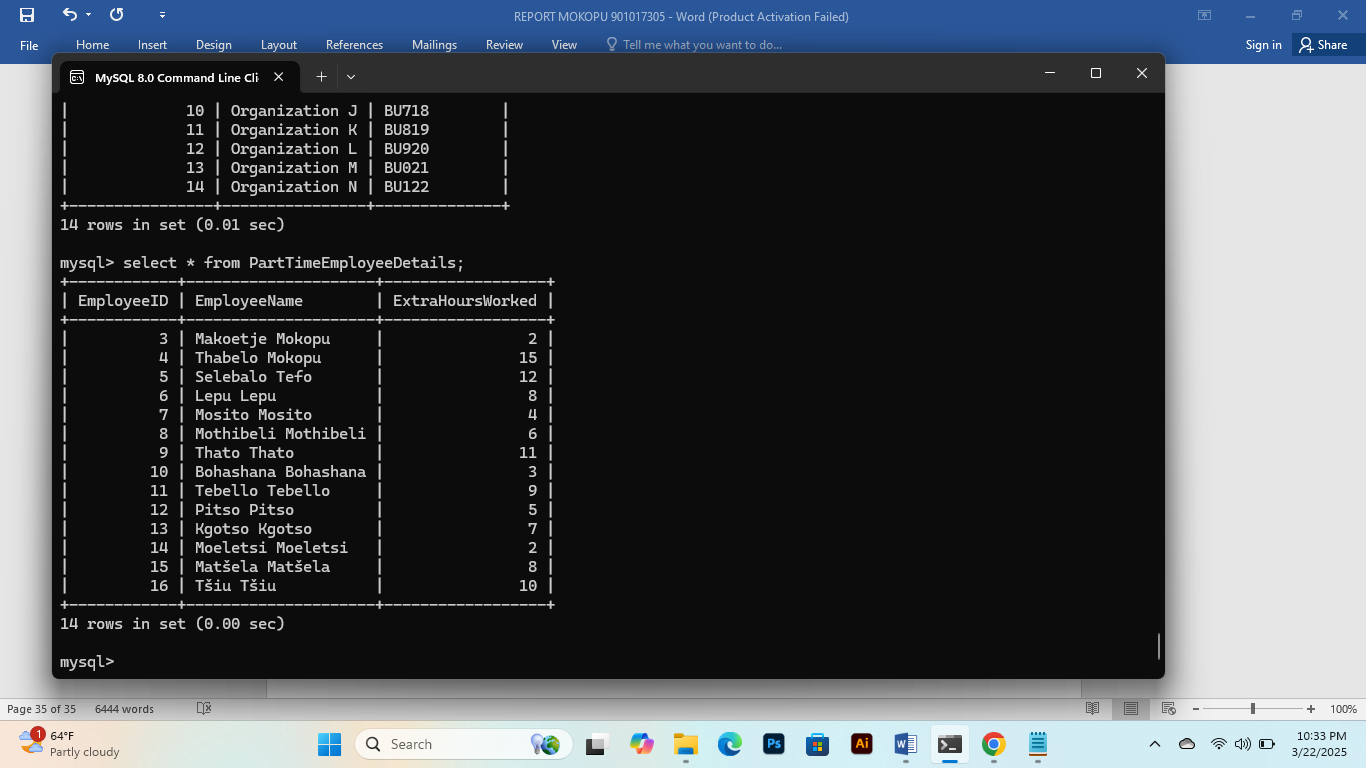 REPORT MOKOPU 901017305 - Word (Product Activation Failed)
File Home Insert Design Layout References Mailings Review View Tell me what you want to do... Sign in Share
MySQL 8.0 Command Line Cli
| 10 | Organization J | BU718 |
| 11 | Organization K | BU819 |
| 12 | Organization L | BU920 |
| 13 | Organization M | BU021 |
| 14 | Organization N | BU122 |
+----------------+----------------+--------------+
14 rows in set (0.01 sec)
mysql> select * from PartTimeEmployeeDetails;
+------------+---------------------+------------------+
| EmployeeID | EmployeeName | ExtraHoursWorked |
+------------+---------------------+------------------+
| 3 | Makoetje Mokopu | 2 |
| 4 | Thabelo Mokopu | 15 |
| 5 | Selebalo Tefo | 12 |
| 6 | Lepu Lepu | 8 |
| 7 | Mosito Mosito | 4 |
| 8 | Mothibeli Mothibeli | 6 |
| 9 | Thato Thato | 11 |
| 10 | Bohashana Bohashana | 3 |
| 11 | Tebello Tebello | 9 |
| 12 | Pitso Pitso | 5 |
| 13 | Kgotso Kgotso | 7 |
| 14 | Moeletsi Moeletsi | 2 |
| 15 | Matšela Matšela | 8 |
| 16 | Tšiu Tšiu | 10 |
+------------+---------------------+------------------+
14 rows in set (0.00 sec)
mysql>
Page 35 of 35 6444 words 100%
1 64°F
Partly cloudy
Search
Ps
Ai
10:33 PM
3/22/2025